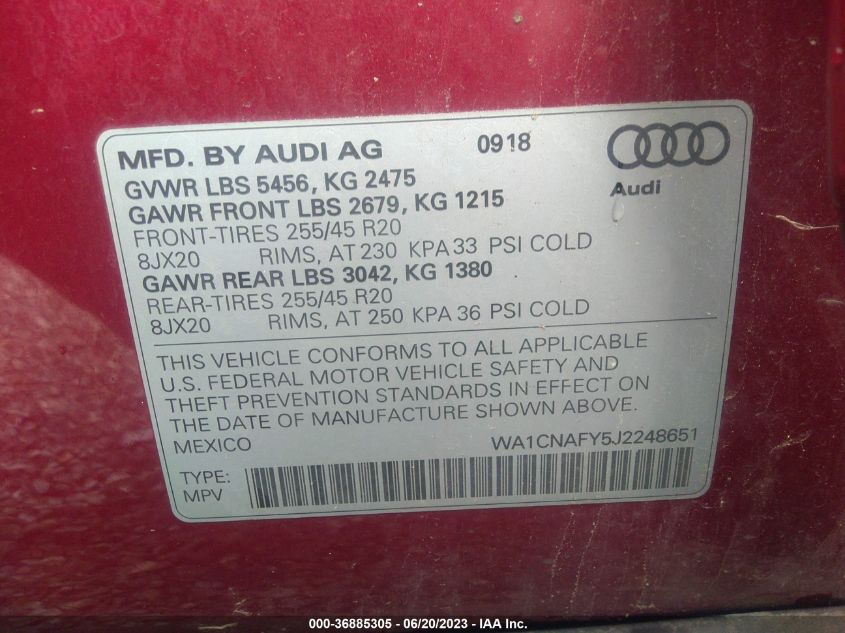 MFD. BY AUDI AG 0918
GVWR LBS 5456, KG 2475
Audi
GAWR FRONT LBS 2679, KG 1215
FRONT-TIRES 255/45 R20
8JX20 RIMS, AT 230 KPA 33 PSI COLD
GAWR REAR LBS 3042, KG 1380
REAR-TIRES 255/45 R20
8JX20 RIMS, AT 250 KPA 36 PSI COLD
THIS VEHICLE CONFORMS TO ALL APPLICABLE
U.S. FEDERAL MOTOR VEHICLE SAFETY AND
THEFT PREVENTION STANDARDS IN EFFECT ON
THE DATE OF MANUFACTURE SHOWN ABOVE.
MEXICO WA1CNAFY5J2248651
TYPE:
MPV
000-36885305 - 06/20/2023 - IAA Inc.